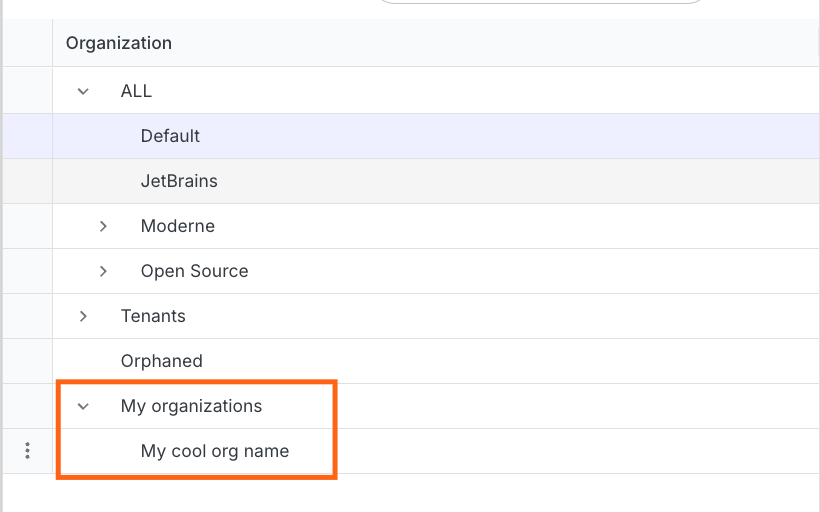 Organization
ALL
Default
JetBrains
Moderne
Open Source
Tenants
Orphaned
My organizations
My cool org name